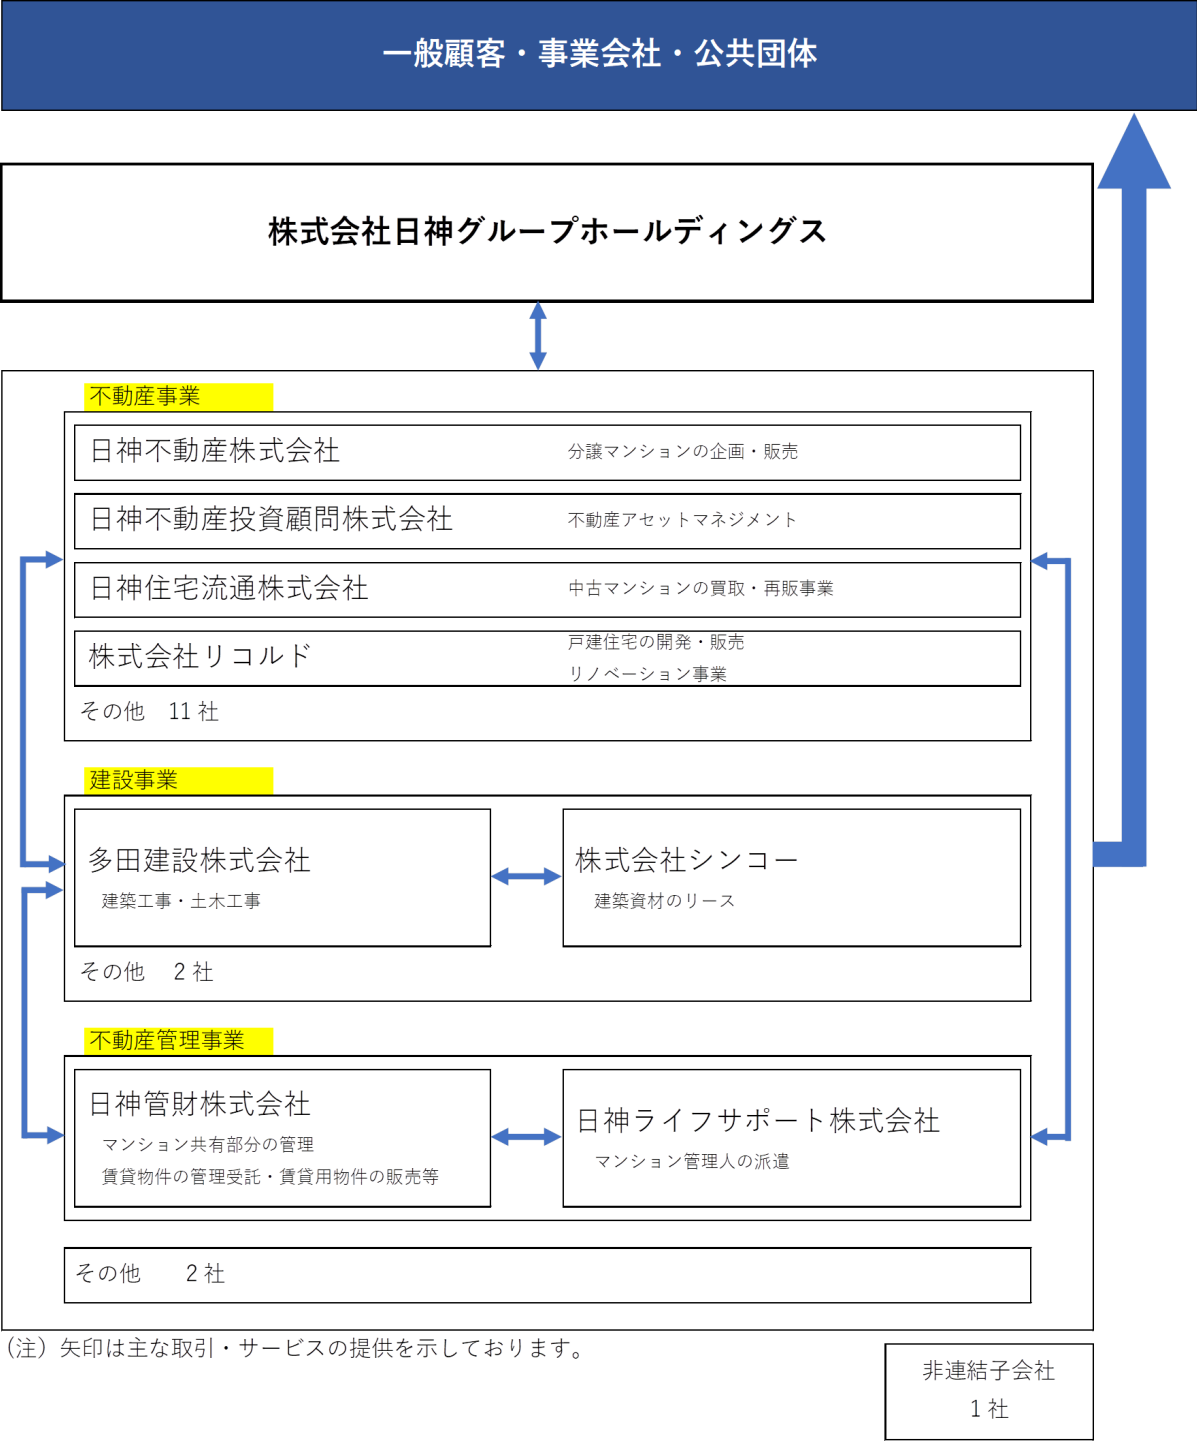 一般顧客・事業会社・公共団体
株式会社日神グループホールディングス
不動産事業
日神不動産株式会社 分譲マンションの企画・販売
日神不動産投資顧問株式会社 不動産アセットマネジメント
日神住宅流通株式会社 中古マンションの買取・再販事業
株式会社リコルド 戸建住宅の開発・販売
リノベーション事業
その他 11 社
建設事業
多田建設株式会社
建築工事・土木工事
株式会社シンコー
建築資材のリース
その他 2 社
不動産管理事業
日神管財株式会社
マンション共有部分の管理
賃貸物件の管理受託・賃貸用物件の販売等
日神ライフサポート株式会社
マンション管理人の派遣
その他 2 社
（注）矢印は主な取引・サービスの提供を示しております。
非連結子会社
1 社